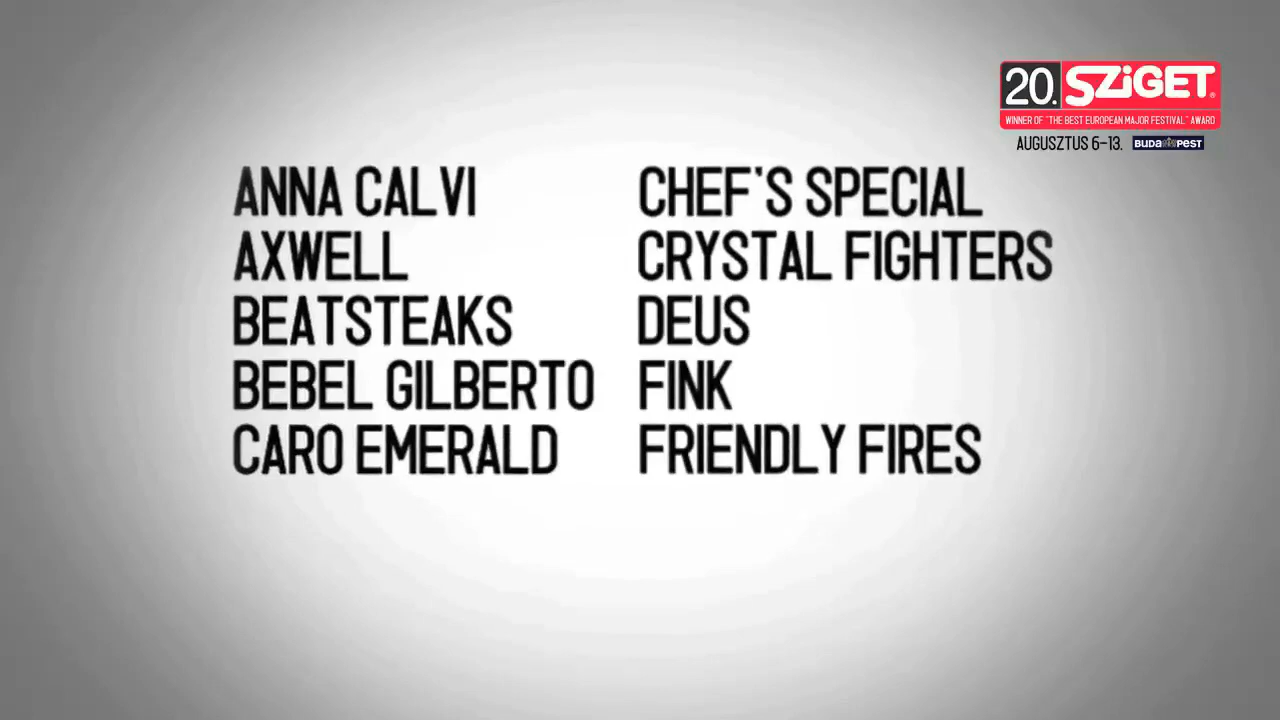 20. SZiGET®
WINNER OF "THE BEST EUROPEAN MAJOR FESTIVAL" AWARD
AUGUSZTUS 6-13. BUDAPEST
ANNA CALVI
AXWELL
BEATSTEAKS
BEBEL GILBERTO
CARO EMERALD
CHEF'S SPECIAL
CRYSTAL FIGHTERS
DEUS
FINK
FRIENDLY FIRES